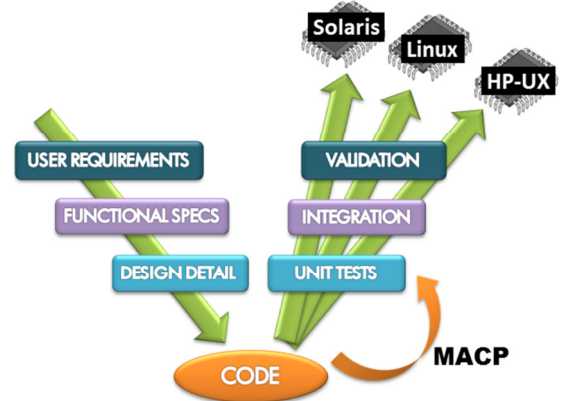 Solaris
Linux
HP-UX
USER REQUIREMENTS
VALIDATION
FUNCTIONAL SPECS
INTEGRATION
DESIGN DETAIL
UNIT TESTS
MACP
CODE